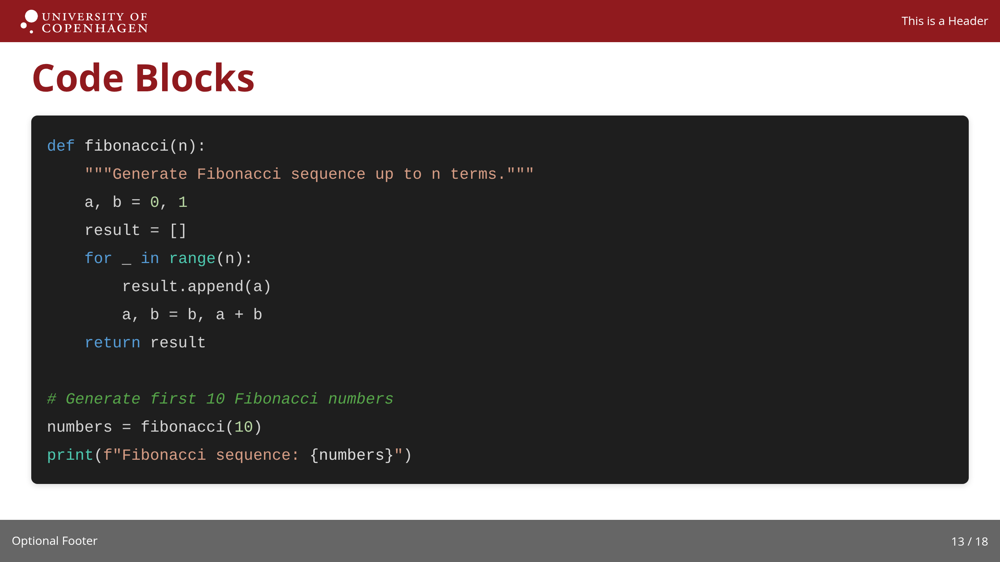 UNIVERSITY OF
COPENHAGEN
This is a Header
Code Blocks
def fibonacci(n):
    """Generate Fibonacci sequence up to n terms."""
    a, b = 0, 1
    result = []
    for _ in range(n):
        result.append(a)
        a, b = b, a + b
    return result
# Generate first 10 Fibonacci numbers
numbers = fibonacci(10)
print(f"Fibonacci sequence: {numbers}")
Optional Footer
13 / 18